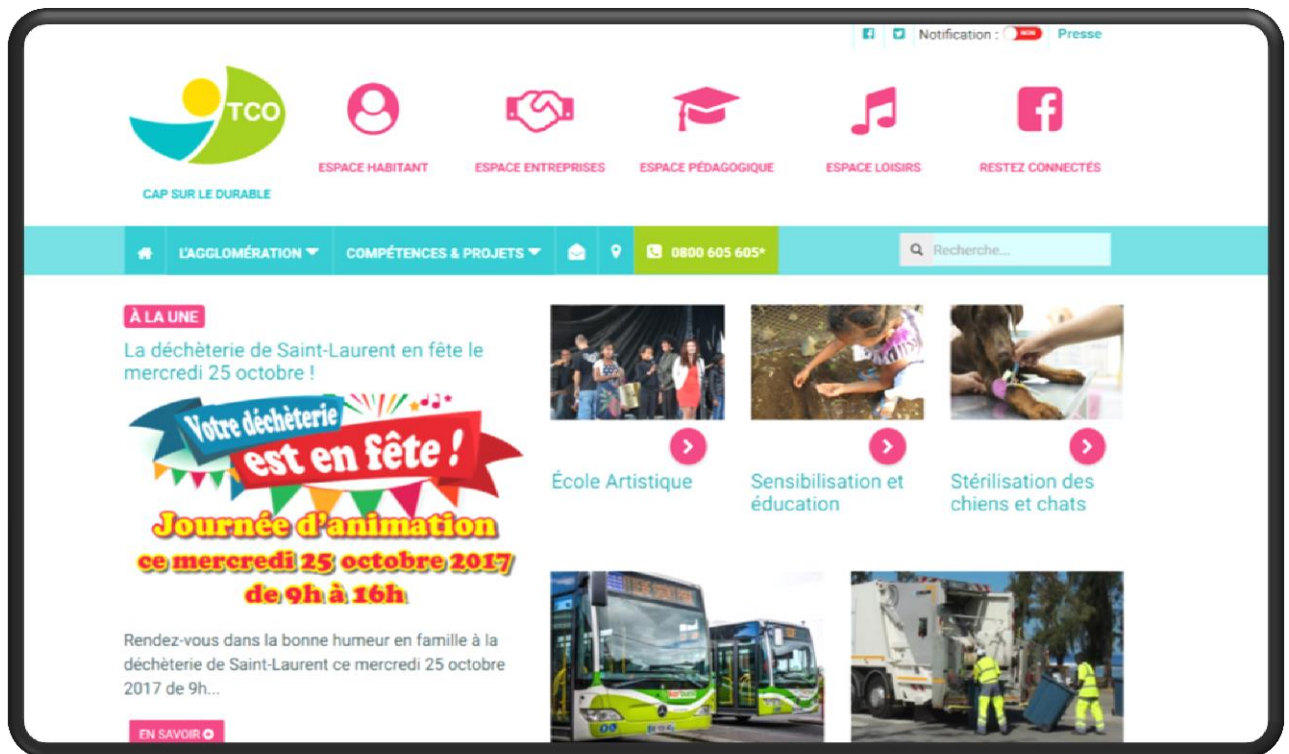 Notification : NON Presse
TCO
CAP SUR LE DURABLE
ESPACE HABITANT
ESPACE ENTREPRISES
ESPACE PÉDAGOGIQUE
ESPACE LOISIRS
RESTEZ CONNECTÉS
L'AGGLOMÉRATION
COMPÉTENCES & PROJETS
0800 605 605*
Recherche...
À LA UNE
La déchèterie de Saint-Laurent en fête le
mercredi 25 octobre !
Votre déchèterie
est en fête !
Journée d'animation
ce mercredi 25 octobre 2017
de 9h à 16h
Rendez-vous dans la bonne humeur en famille à la
déchèterie de Saint-Laurent ce mercredi 25 octobre
2017 de 9h...
EN SAVOIR
École Artistique
Sensibilisation et
éducation
Stérilisation des
chiens et chats